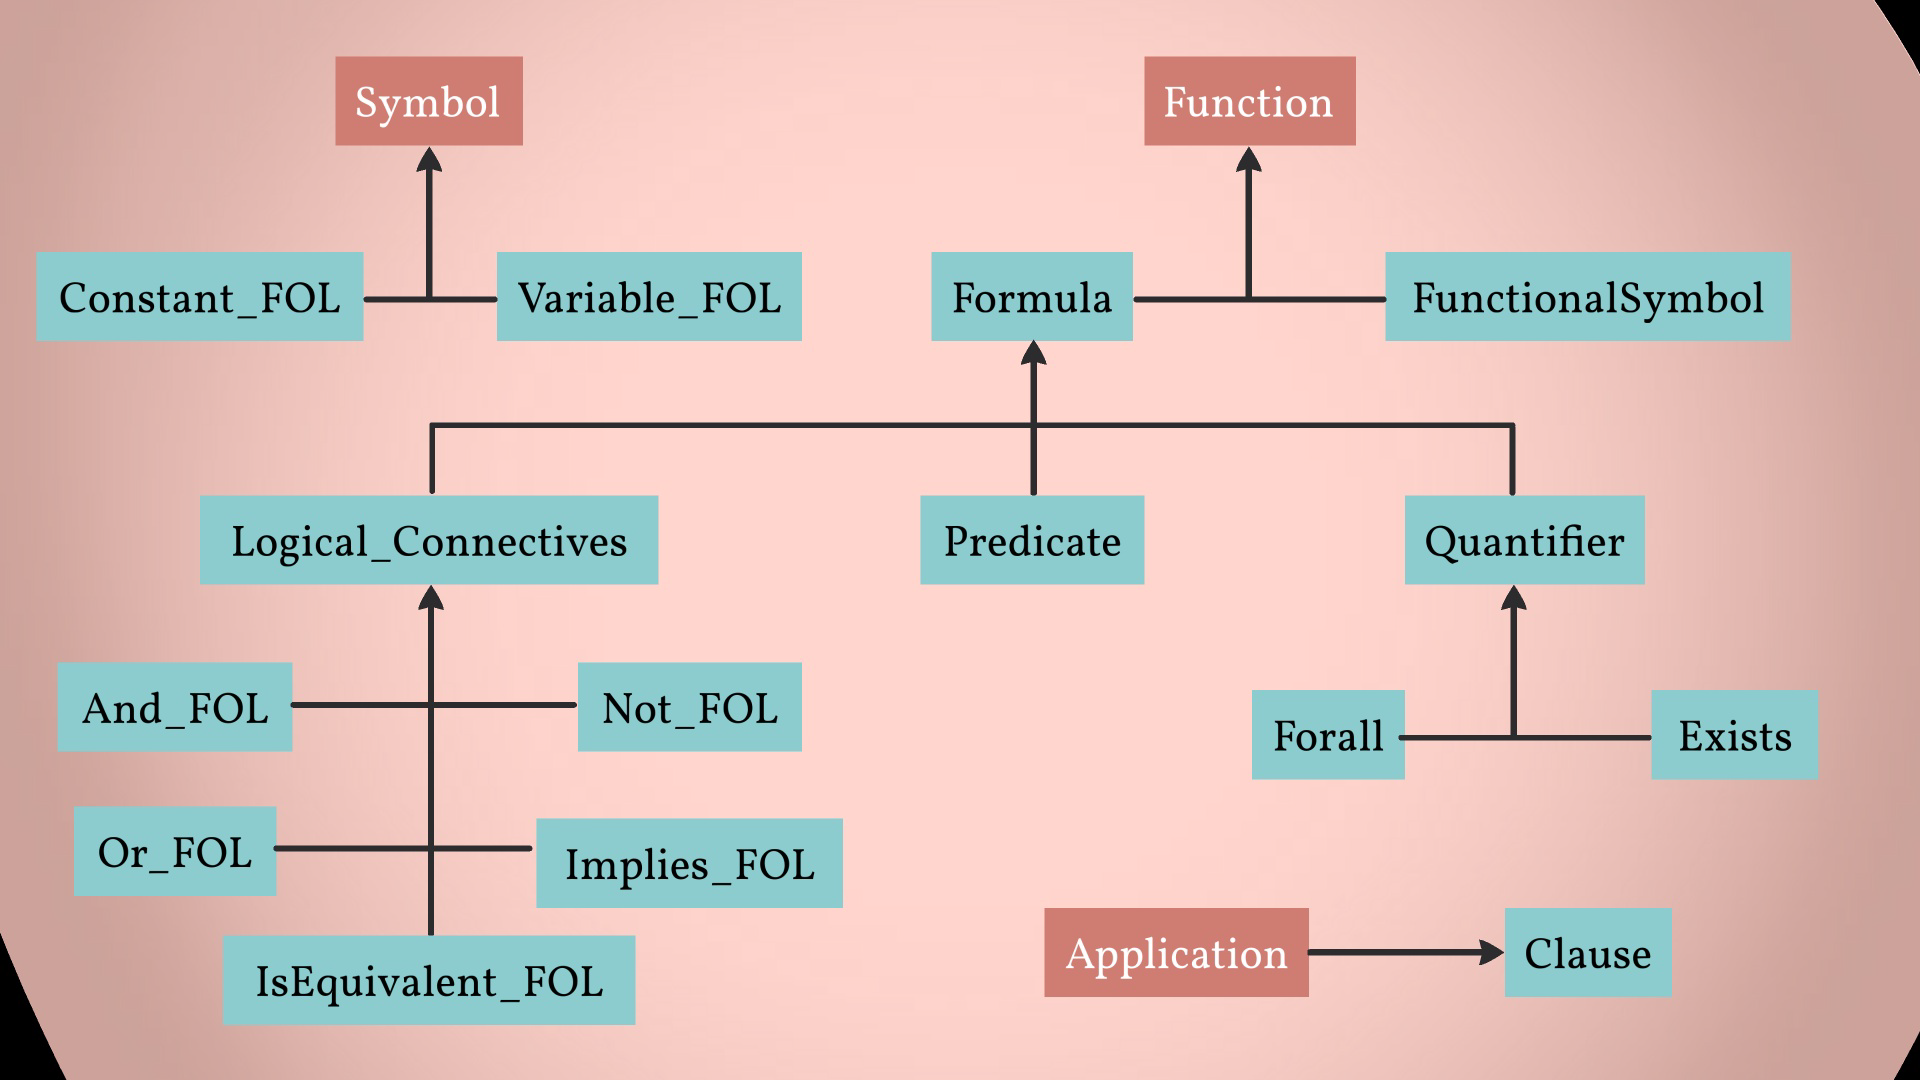 Symbol
Function
Constant_FOL
Variable_FOL
Formula
FunctionalSymbol
Logical_Connectives
Predicate
Quantifier
And_FOL
Not_FOL
Forall
Exists
Or_FOL
Implies_FOL
Application
Clause
IsEquivalent_FOL